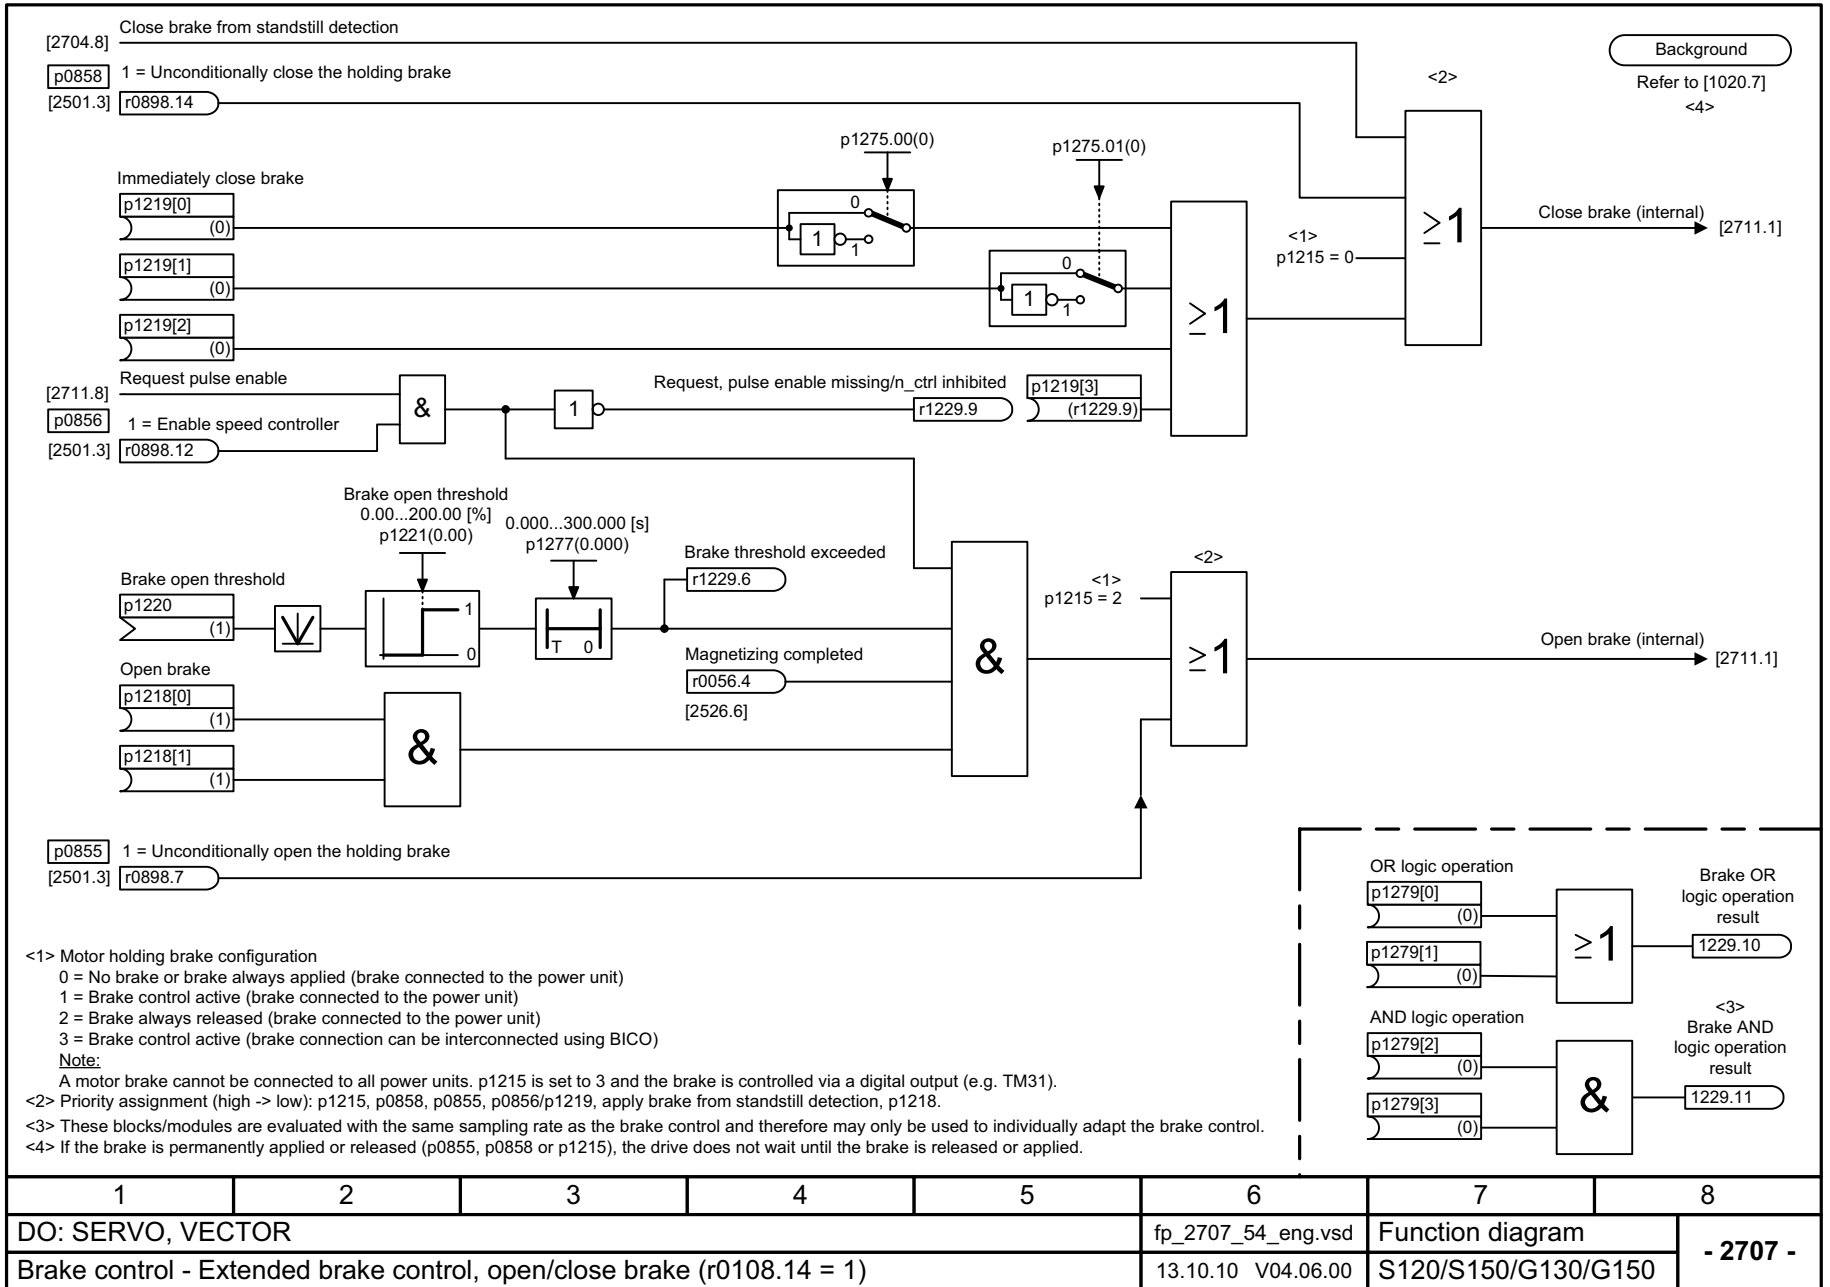 Close brake from standstill detection
[2704.8]
p0858 1 = Unconditionally close the holding brake
[2501.3] r0898.14
Background
Refer to [1020.7]
<4>
<2>
p1275.00(0)
p1275.01(0)
Immediately close brake
p1219[0]
(0)
0
1
1
p1219[1]
(0)
0
1
1
p1219[2]
(0)
≥1
<1>
p1215 = 0
≥1
Close brake (internal)
[2711.1]
Request pulse enable
[2711.8]
p0856 1 = Enable speed controller
[2501.3] r0898.12
&
1
Request, pulse enable missing/n_ctrl inhibited
r1229.9
p1219[3]
(r1229.9)
Brake open threshold
0.00...200.00 [%]
p1221(0.00)
0.000...300.000 [s]
p1277(0.000)
Brake threshold exceeded
r1229.6
Brake open threshold
p1220
(1)
1
0
T 0
Magnetizing completed
r0056.4
[2526.6]
&
<1>
p1215 = 2
<2>
≥1
Open brake (internal)
[2711.1]
Open brake
p1218[0]
(1)
p1218[1]
(1)
&
p0855 1 = Unconditionally open the holding brake
[2501.3] r0898.7
OR logic operation
p1279[0]
(0)
p1279[1]
(0)
≥1
Brake OR
logic operation
result
1229.10
AND logic operation
p1279[2]
(0)
p1279[3]
(0)
&
<3>
Brake AND
logic operation
result
1229.11
<1> Motor holding brake configuration
0 = No brake or brake always applied (brake connected to the power unit)
1 = Brake control active (brake connected to the power unit)
2 = Brake always released (brake connected to the power unit)
3 = Brake control active (brake connection can be interconnected using BICO)
Note:
A motor brake cannot be connected to all power units. p1215 is set to 3 and the brake is controlled via a digital output (e.g. TM31).
<2> Priority assignment (high -> low): p1215, p0858, p0855, p0856/p1219, apply brake from standstill detection, p1218.
<3> These blocks/modules are evaluated with the same sampling rate as the brake control and therefore may only be used to individually adapt the brake control.
<4> If the brake is permanently applied or released (p0855, p0858 or p1215), the drive does not wait until the brake is released or applied.
1 2 3 4 5 6 7 8
DO: SERVO, VECTOR
fp_2707_54_eng.vsd
Function diagram
- 2707 -
Brake control - Extended brake control, open/close brake (r0108.14 = 1)
13.10.10 V04.06.00
S120/S150/G130/G150